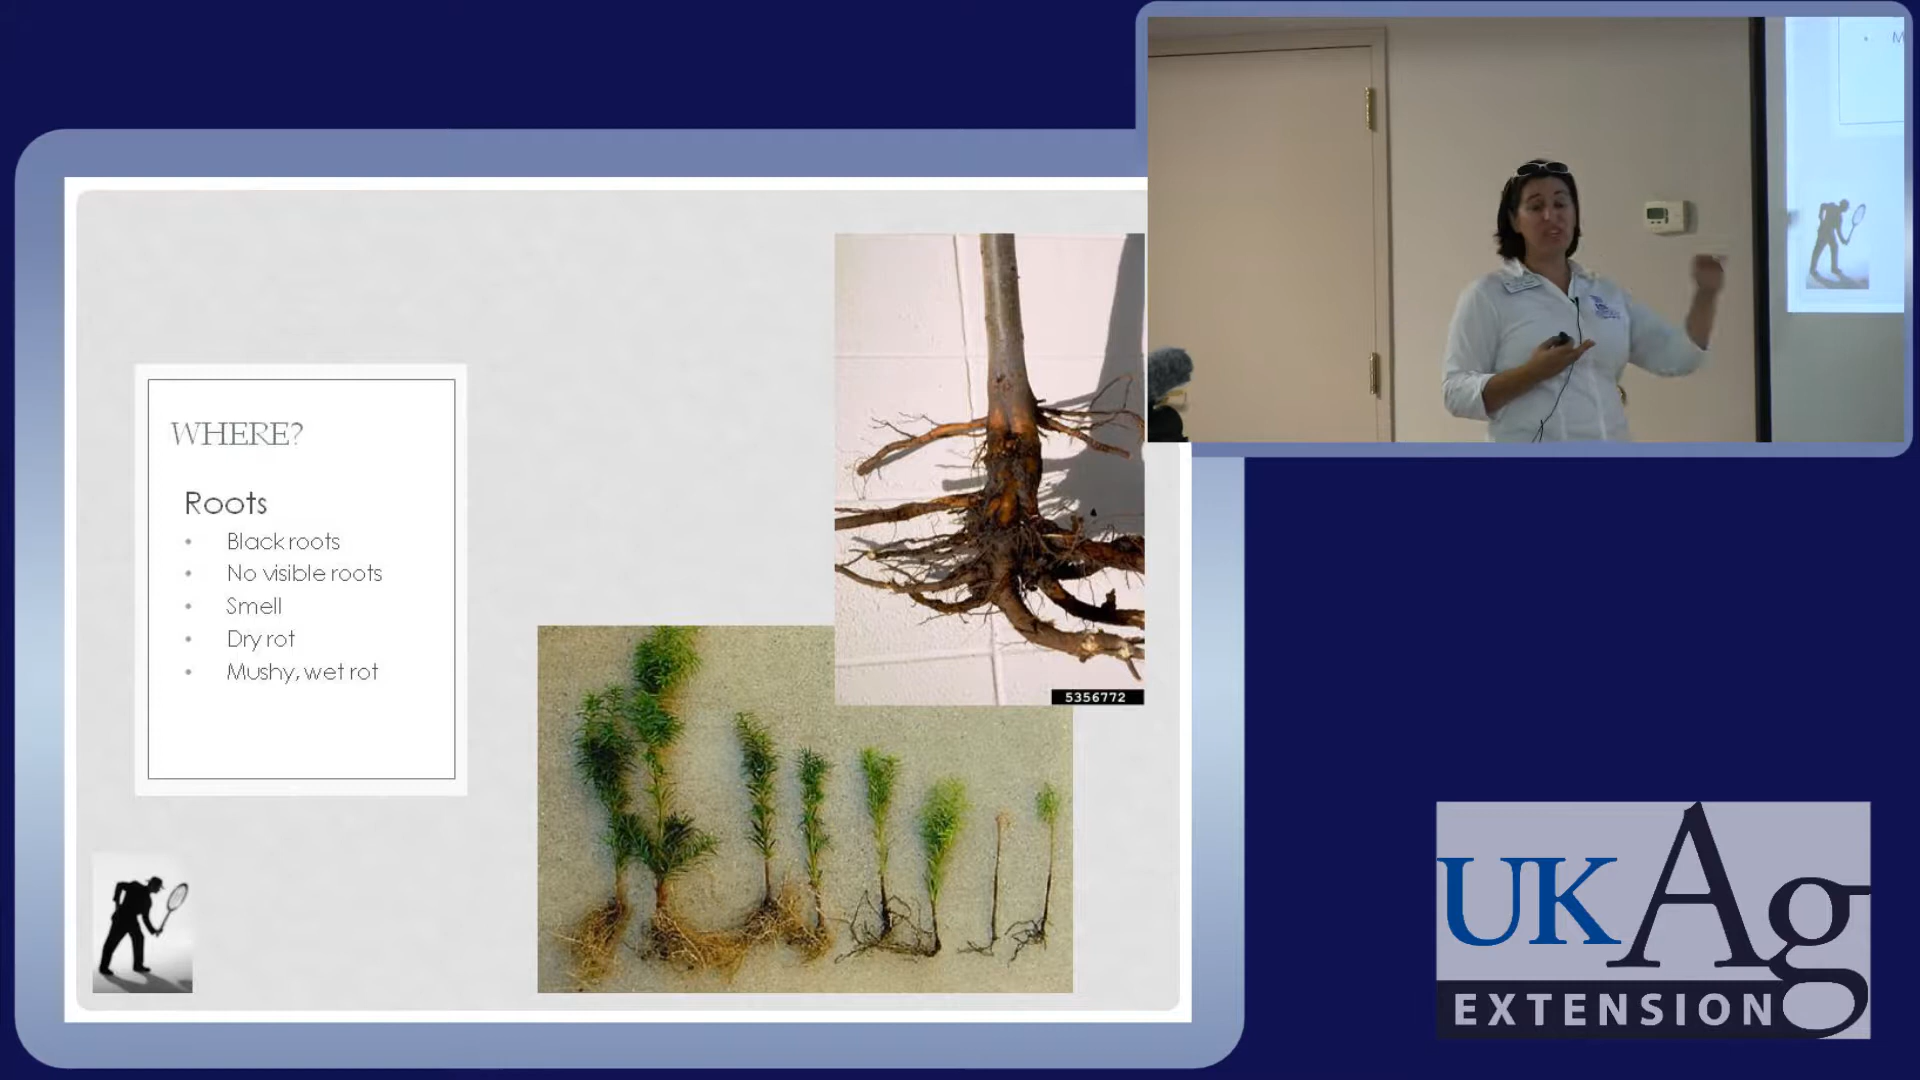 WHERE?
Roots
• Black roots
• No visible roots
• Smell
• Dry rot
• Mushy, wet rot
5356772
• M
UKAg
EXTENSION